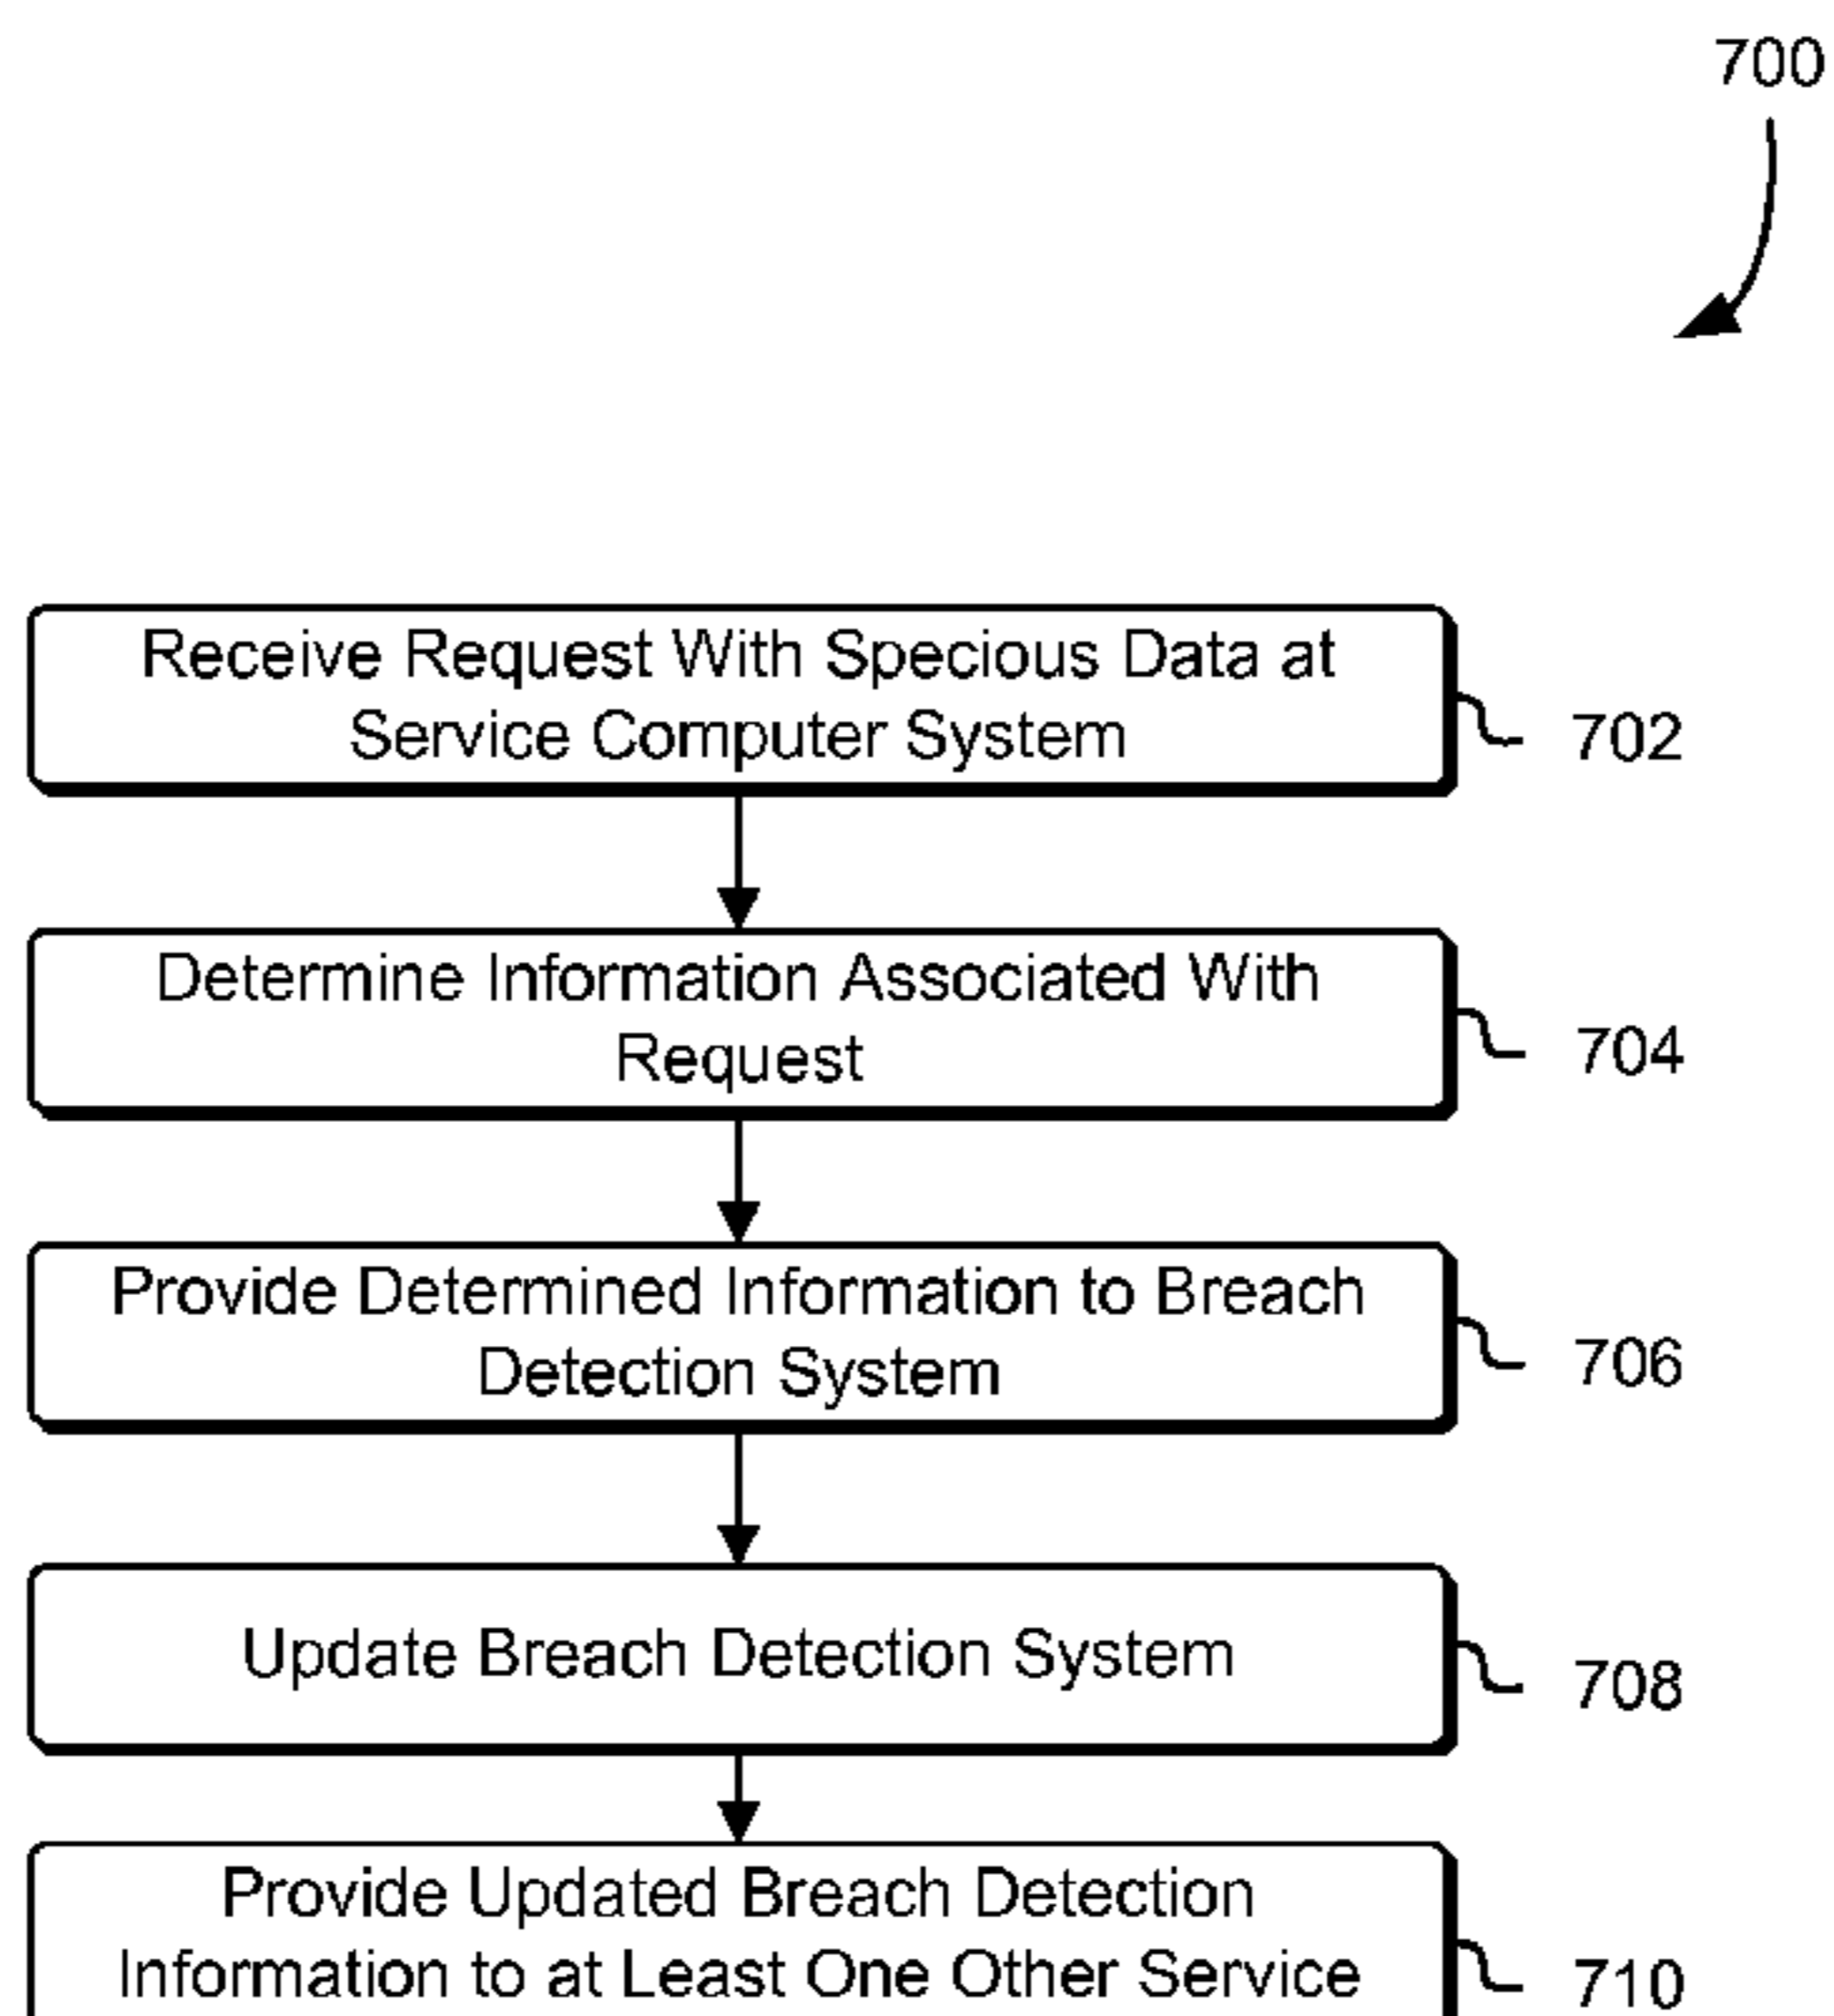 700
Receive Request With Specious Data at
Service Computer System
702
Determine Information Associated With
Request
704
Provide Determined Information to Breach
Detection System
706
Update Breach Detection System
708
Provide Updated Breach Detection
Information to at Least One Other Service
710